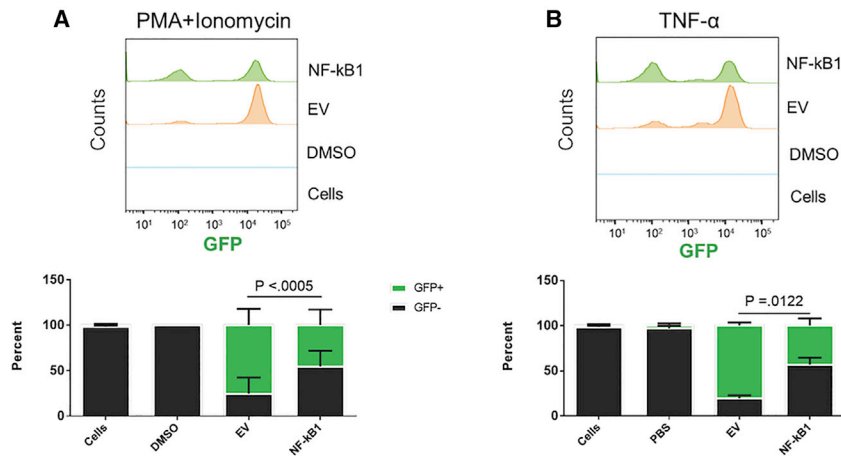 A
PMA+Ionomycin
Counts
NF-kB1
EV
DMSO
Cells
10¹ 10² 10³ 10⁴ 10⁵
GFP
Percent
150
100
50
0
P <.0005
GFP+
GFP-
Cells
DMSO
EV
NF-kB1
B
TNF-α
Counts
NF-kB1
EV
DMSO
Cells
10¹ 10² 10³ 10⁴ 10⁵
GFP
Percent
150
100
50
0
P =.0122
Cells
PBS
EV
NF-kB1